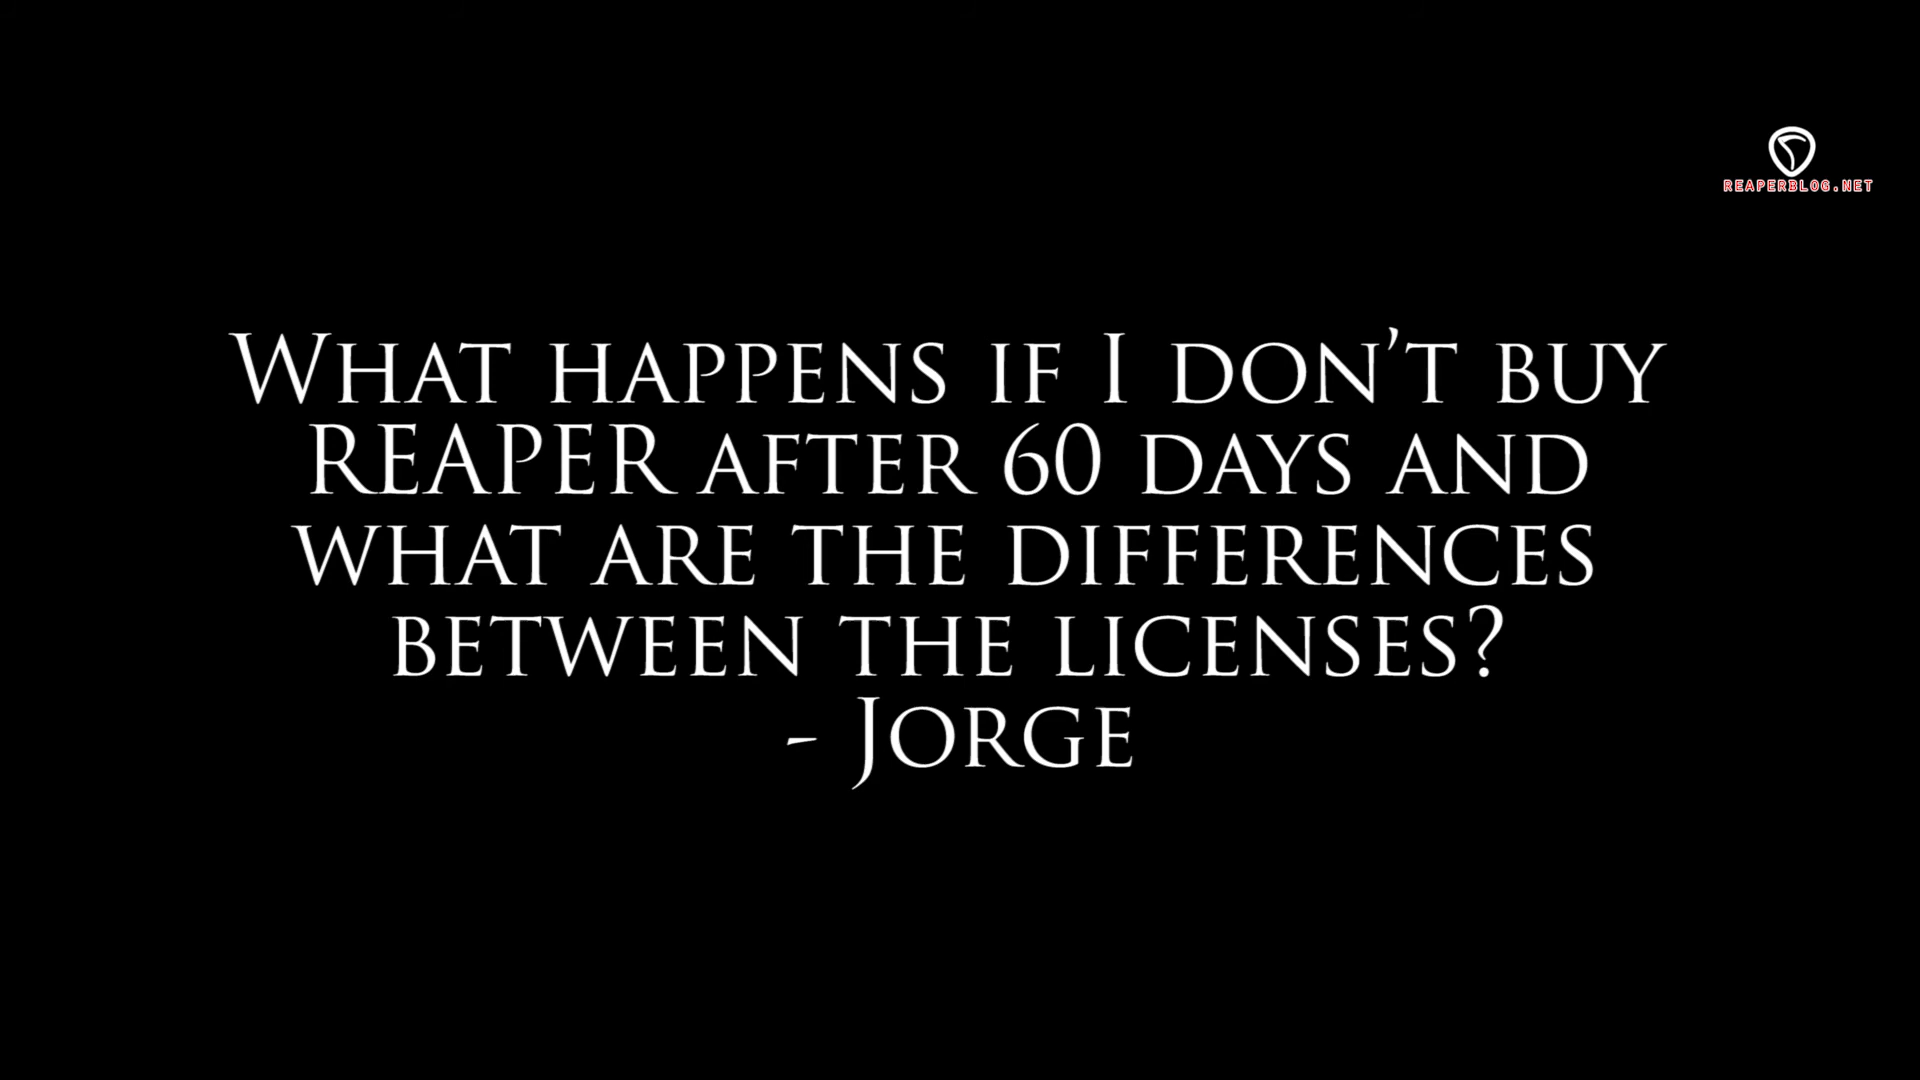 REAPERBLOG.NET
What happens if I don’t buy
REAPER after 60 days and
what are the differences
between the licenses?
- Jorge